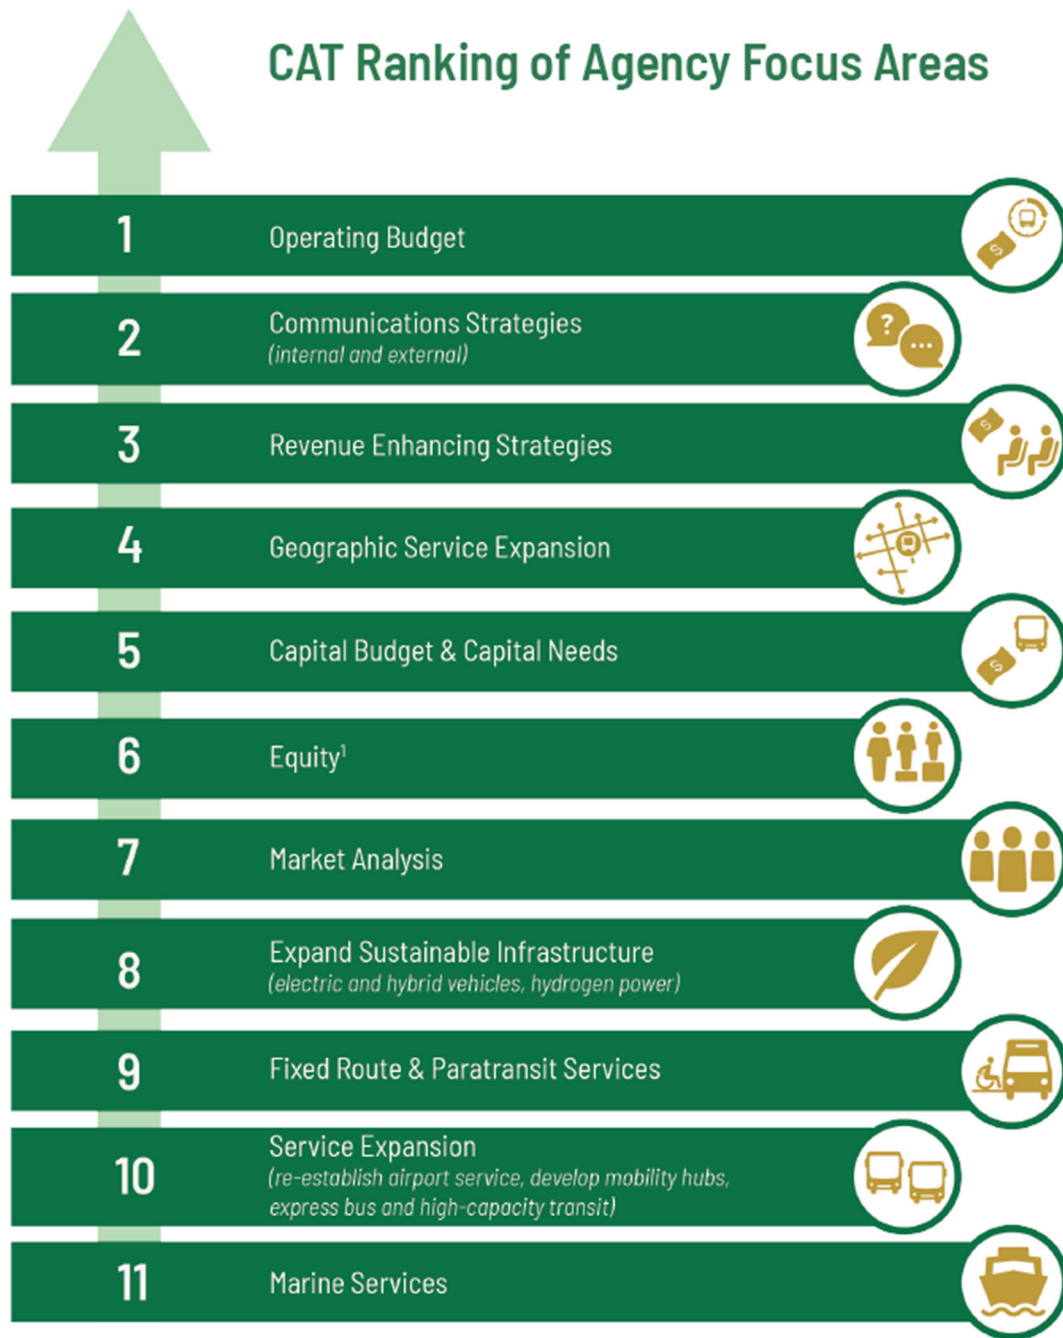 CAT Ranking of Agency Focus Areas
1
Operating Budget
$
2
Communications Strategies
(internal and external)
?
...
3
Revenue Enhancing Strategies
$
4
Geographic Service Expansion
5
Capital Budget & Capital Needs
$
6
Equity¹
7
Market Analysis
8
Expand Sustainable Infrastructure
(electric and hybrid vehicles, hydrogen power)
9
Fixed Route & Paratransit Services
10
Service Expansion
(re-establish airport service, develop mobility hubs,
express bus and high-capacity transit)
11
Marine Services